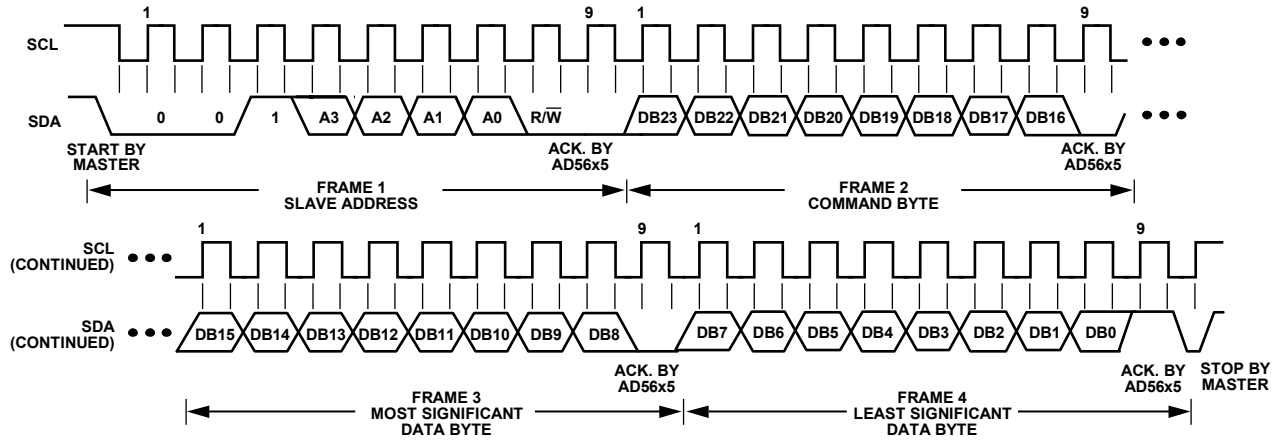 1 9 1 9
SCL
SDA 0 0 1 A3 A2 A1 A0 R/W̅ DB23 DB22 DB21 DB20 DB19 DB18 DB17 DB16
START BY
MASTER
ACK. BY
AD56x5
ACK. BY
AD56x5
FRAME 1
SLAVE ADDRESS
FRAME 2
COMMAND BYTE
1 9 1 9
SCL
(CONTINUED)
SDA
(CONTINUED)
DB15 DB14 DB13 DB12 DB11 DB10 DB9 DB8 DB7 DB6 DB5 DB4 DB3 DB2 DB1 DB0
ACK. BY
AD56x5
ACK. BY
AD56x5
STOP BY
MASTER
FRAME 3
MOST SIGNIFICANT
DATA BYTE
FRAME 4
LEAST SIGNIFICANT
DATA BYTE